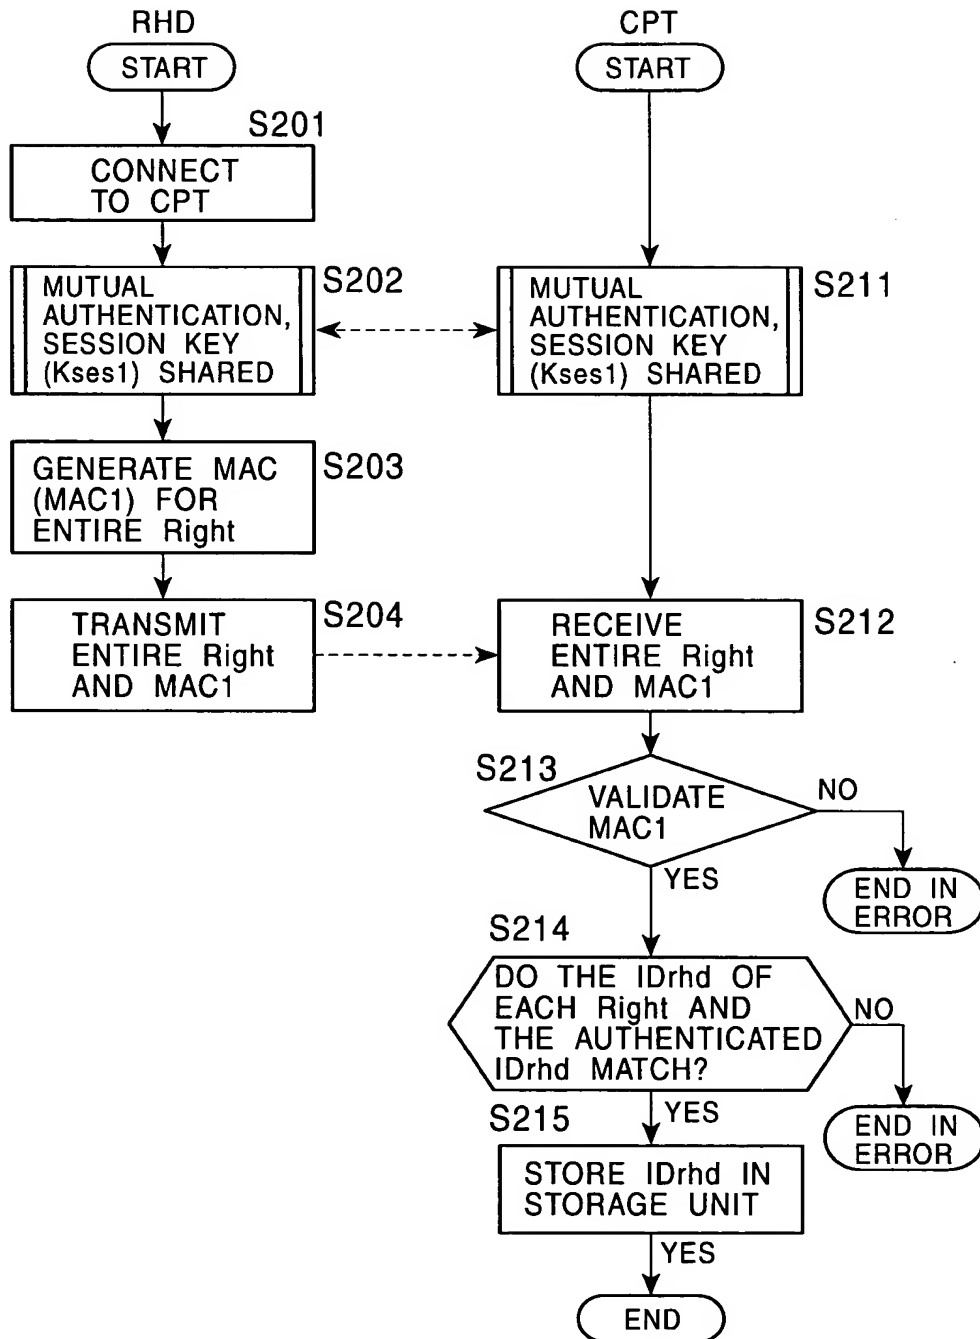 RHD
START
S201
CONNECT
TO CPT
S202
MUTUAL
AUTHENTICATION,
SESSION KEY
(Kses1) SHARED
GENERATE MAC
(MAC1) FOR
ENTIRE Right
S203
TRANSMIT
ENTIRE Right
AND MAC1
S204
CPT
START
MUTUAL
AUTHENTICATION,
SESSION KEY
(Kses1) SHARED
S211
RECEIVE
ENTIRE Right
AND MAC1
S212
S213
VALIDATE
MAC1
NO
END IN
ERROR
YES
S214
DO THE IDrhd OF
EACH Right AND
THE AUTHENTICATED
IDrhd MATCH?
NO
END IN
ERROR
YES
S215
STORE IDrhd IN
STORAGE UNIT
YES
END